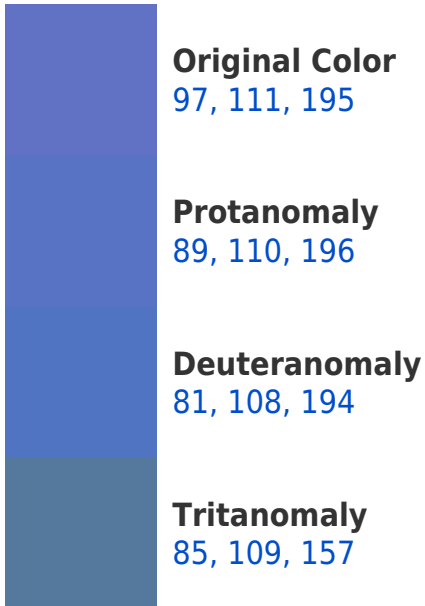 Original Color
97, 111, 195
Protanomaly
89, 110, 196
Deuteranomaly
81, 108, 194
Tritanomaly
85, 109, 157